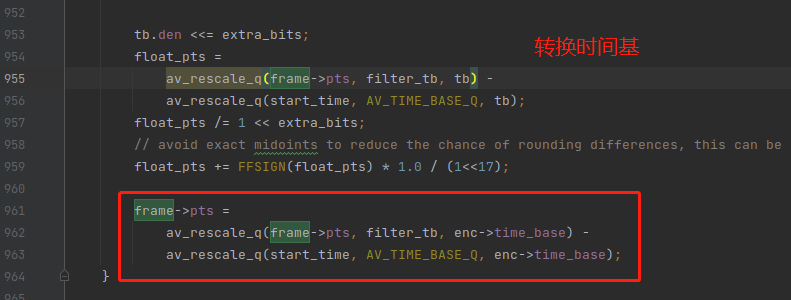 952
953 tb.den <<= extra_bits; 转换时间基
954 float_pts =
955 av_rescale_q(frame->pts, filter_tb, tb) -
956 av_rescale_q(start_time, AV_TIME_BASE_Q, tb);
957 float_pts /= 1 << extra_bits;
958 // avoid exact midoints to reduce the chance of rounding differences, this can be
959 float_pts += FFSIGN(float_pts) * 1.0 / (1<<17);
960
961 frame->pts =
962 av_rescale_q(frame->pts, filter_tb, enc->time_base) -
963 av_rescale_q(start_time, AV_TIME_BASE_Q, enc->time_base);
964 }
965